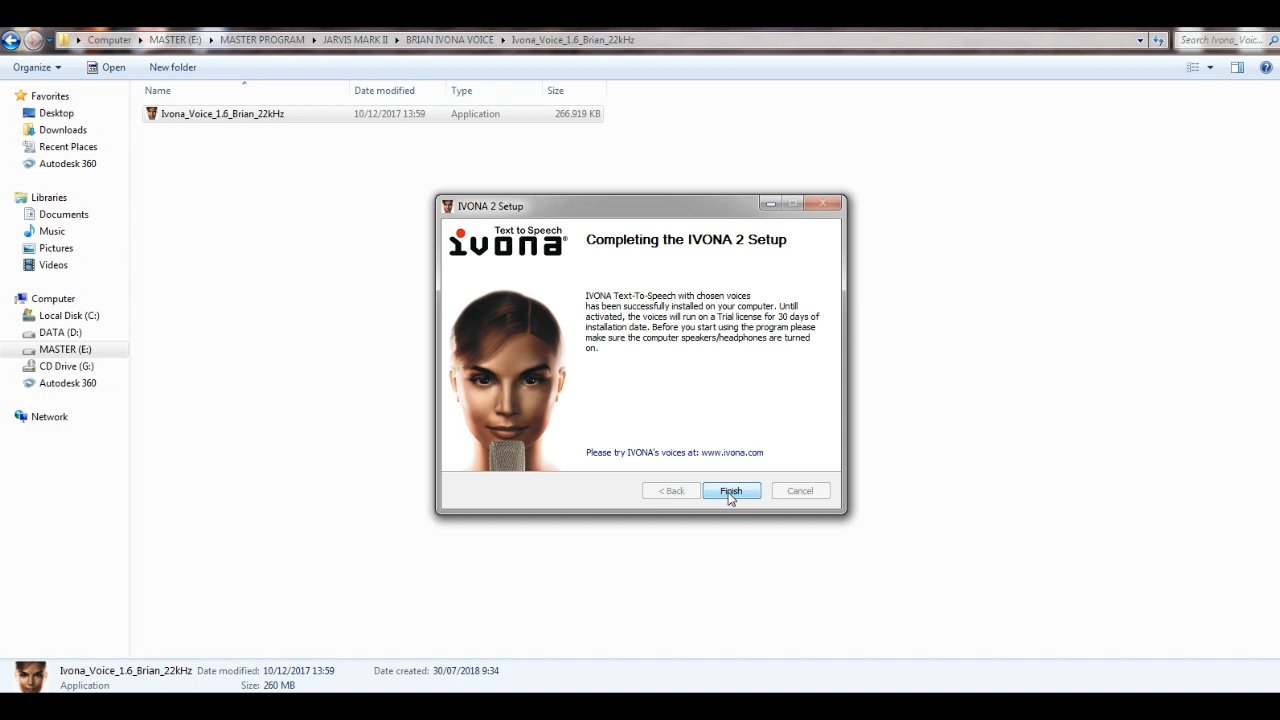 Computer MASTER (E:) MASTER PROGRAM JARVIS MARK II BRIAN IVONA VOICE Ivona_Voice_1.6_Brian_22kHz
Search Ivona_Voic...
Organize Open New folder
Name Date modified Type Size
Ivona_Voice_1.6_Brian_22kHz 10/12/2017 13:59 Application 266.919 KB
Favorites
Desktop
Downloads
Recent Places
Autodesk 360
Libraries
Documents
Music
Pictures
Videos
Computer
Local Disk (C:)
DATA (D:)
MASTER (E:)
CD Drive (G:)
Autodesk 360
Network
IVONA 2 Setup
Text to Speech
ivona®
Completing the IVONA 2 Setup
IVONA Text-To-Speech with chosen voices
has been successfully installed on your computer. Untill
activated, the voices will run on a Trial license for 30 days of
installation date. Before you start using the program please
make sure the computer speakers/headphones are turned
on.
Please try IVONA's voices at: www.ivona.com
< Back Finish Cancel
Ivona_Voice_1.6_Brian_22kHz Date modified: 10/12/2017 13:59 Date created: 30/07/2018 9:34
Application Size: 260 MB